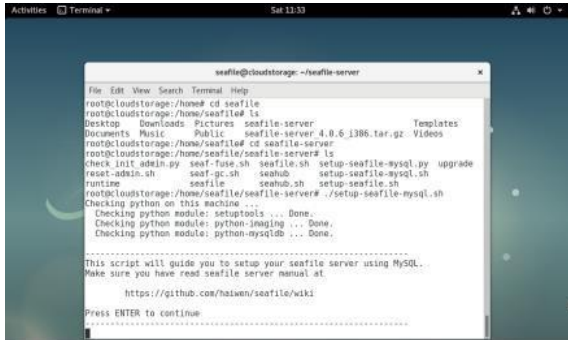 Activities Terminal Sat 11:33
seafile@cloudstorage: ~/seafile-server
File Edit View Search Terminal Help
root@cloudstorage:/home# cd seafile
root@cloudstorage:/home/seafile# ls
Desktop Downloads Pictures seafile-server Templates
Documents Music Public seafile-server_4.0.6_i386.tar.gz Videos
root@cloudstorage:/home/seafile# cd seafile-server
root@cloudstorage:/home/seafile/seafile-server# ls
check_init_admin.py seaf-fuse.sh seafile.sh setup-seafile-mysql.py upgrade
reset-admin.sh seaf-gc.sh seahub setup-seafile-mysql.sh
runtime seafile seahub.sh setup-seafile.sh
root@cloudstorage:/home/seafile/seafile-server# ./setup-seafile-mysql.sh
Checking python on this machine ...
Checking python module: setuptools ... Done.
Checking python module: python-imaging ... Done.
Checking python module: python-mysqldb ... Done.
-----------------------------------------------------------------
This script will guide you to setup your seafile server using MySQL.
Make sure you have read seafile server manual at
https://github.com/haiwen/seafile/wiki
Press ENTER to continue
-----------------------------------------------------------------